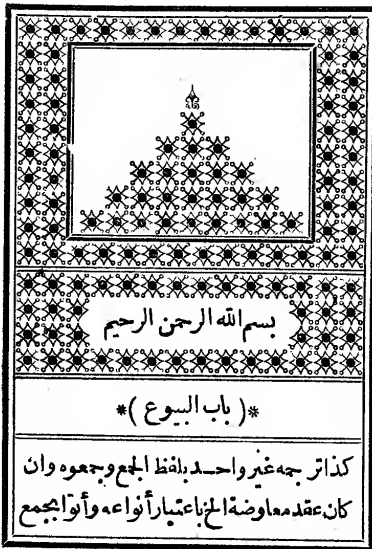 بسم الله الرحمن الرحيم
*( باب البيوع )*
كذا ترجمه غير واحد بلفظ الجمع وجمعوه وان
كان عقد معاوضة الخ باعتبار أنواعه وأتوا بجمع